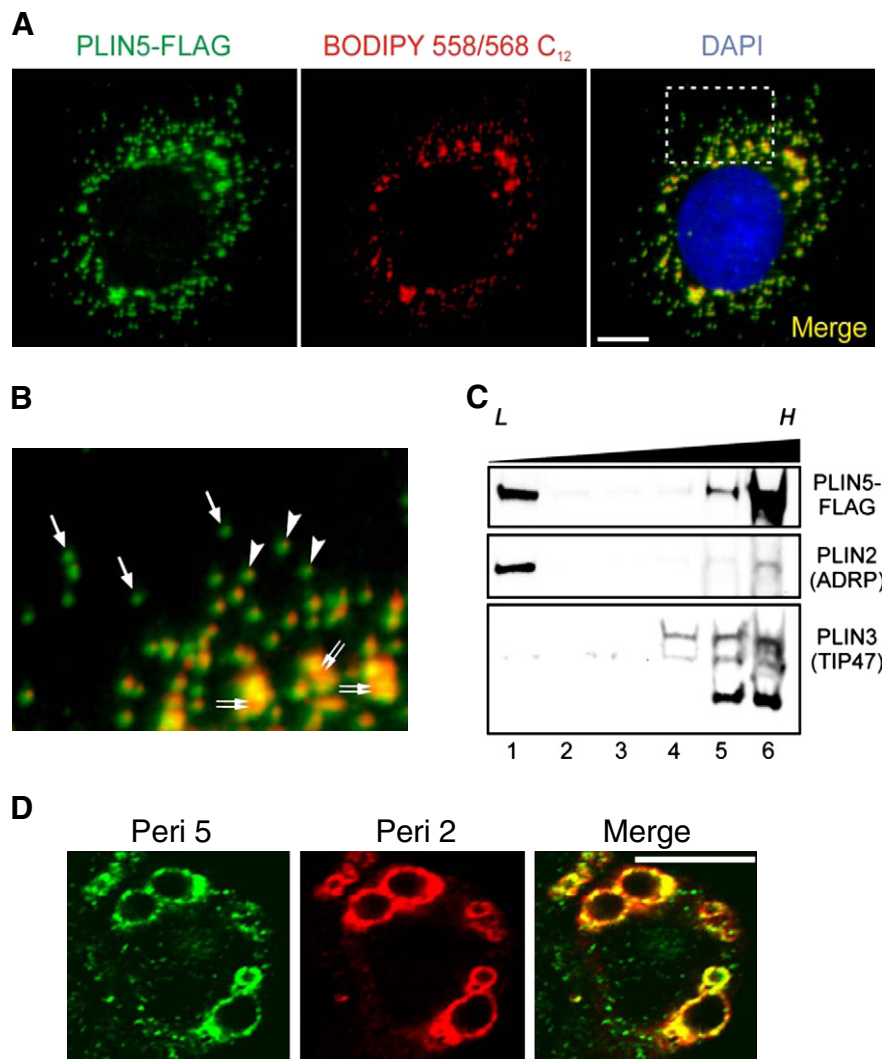 A
PLIN5-FLAG BODIPY 558/568 C₁₂ DAPI
Merge
B
C
L H
PLIN5-
FLAG
PLIN2
(ADRP)
PLIN3
(TIP47)
1 2 3 4 5 6
D
Peri 5 Peri 2 Merge